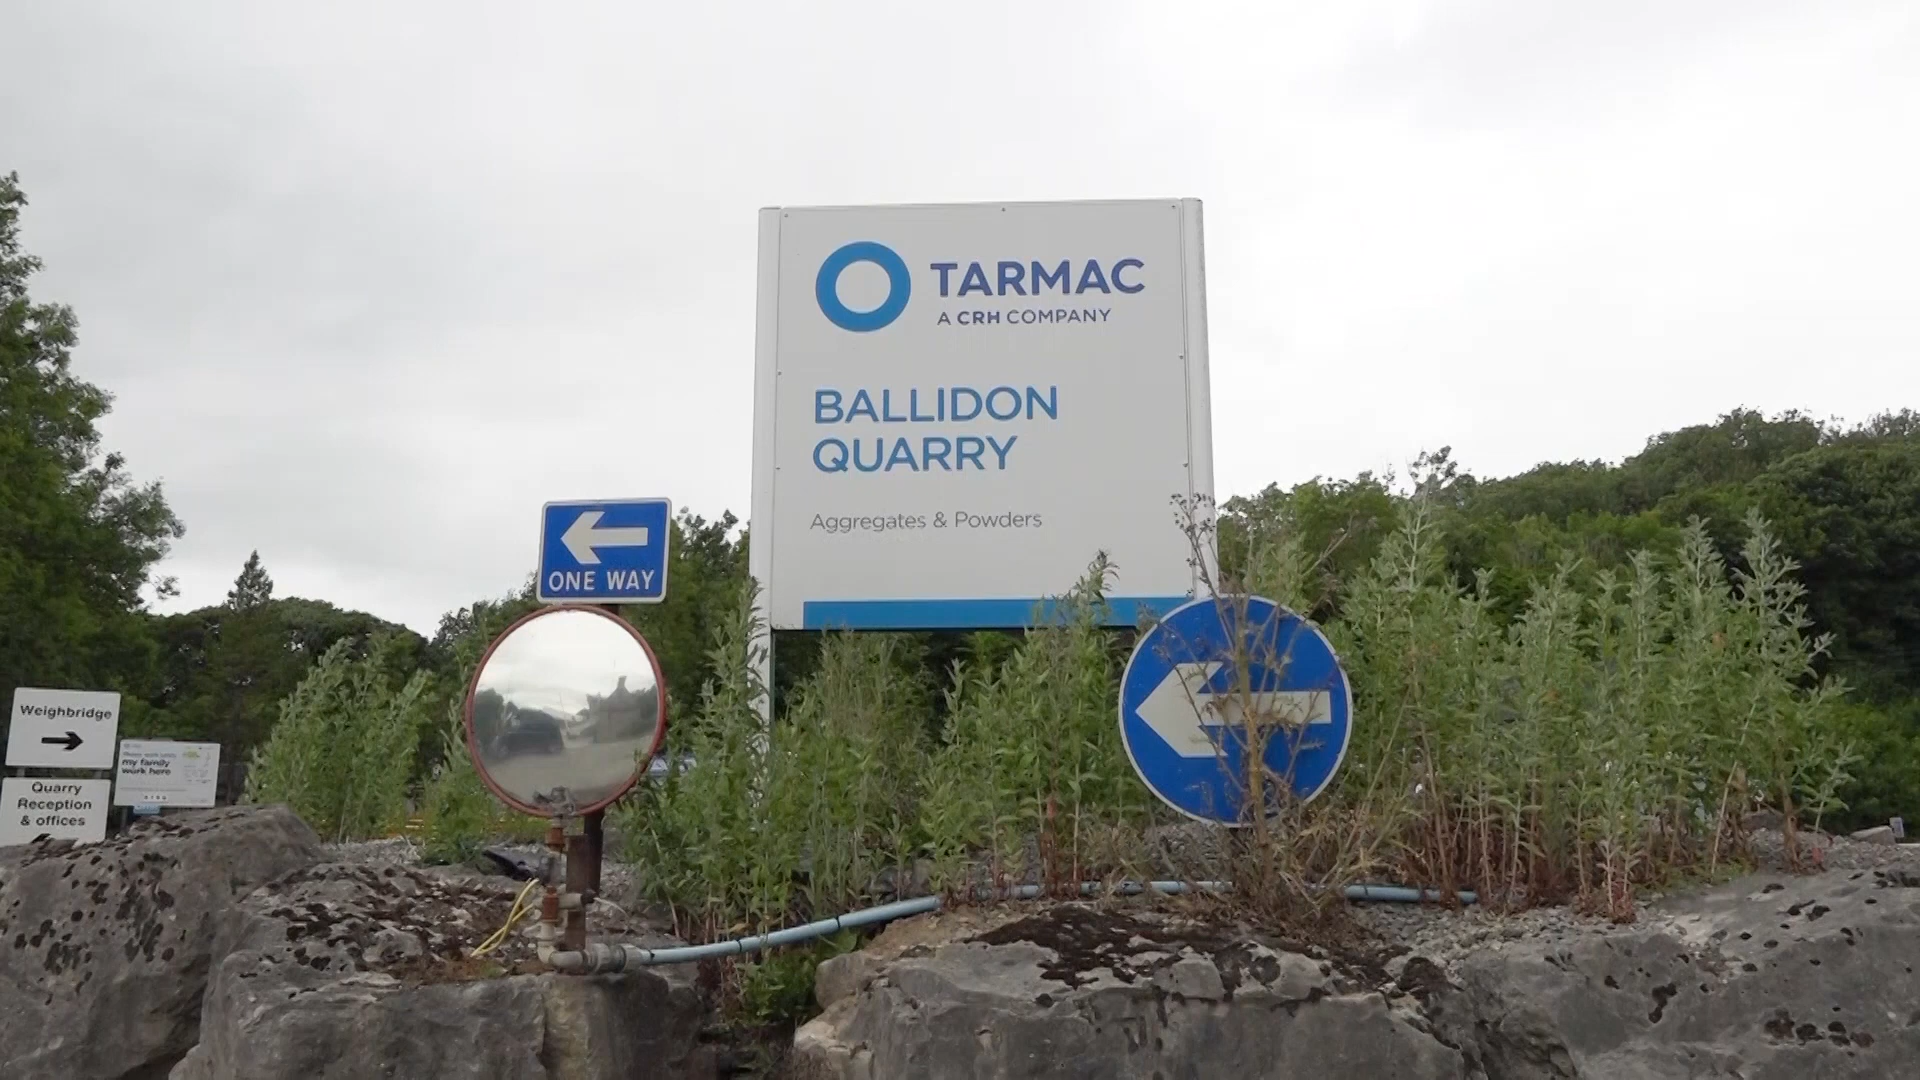 TARMAC
A CRH COMPANY
BALLIDON
QUARRY
Aggregates & Powders
ONE WAY
Weighbridge
my family
work here
Quarry
Reception
& offices